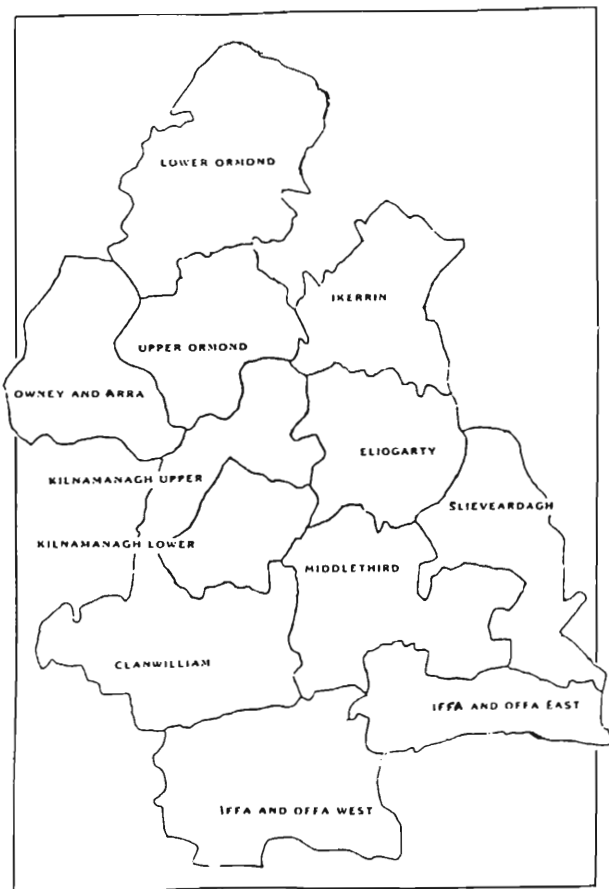 LOWER ORMOND
IKERRIN
UPPER ORMOND
OWNEY AND ARRA
ELIOGARTY
KILNAMANAGH UPPER
SLIEVEARDAGH
KILNAMANAGH LOWER
MIDDLETHIRD
CLANWILLIAM
IFFA AND OFFA EAST
IFFA AND OFFA WEST